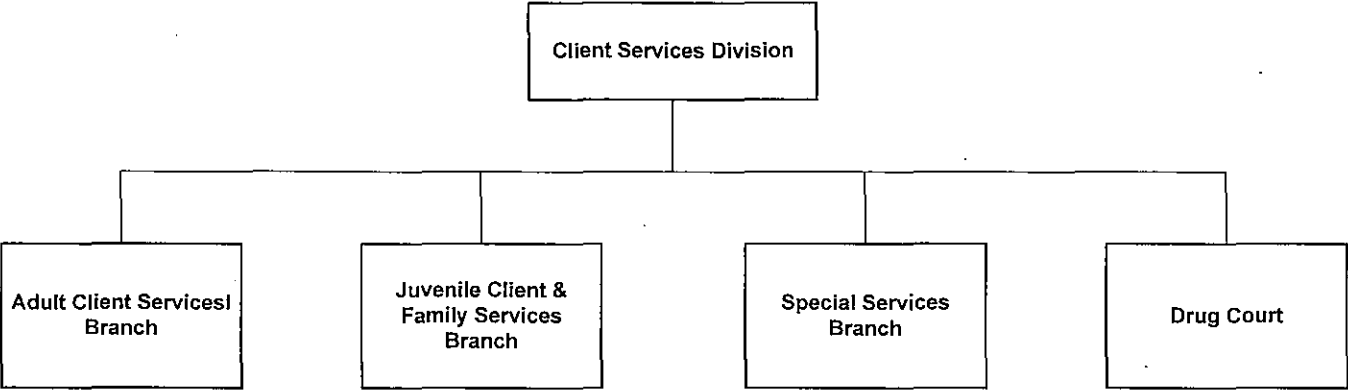 Client Services Division
Adult Client Servicesl
Branch
Juvenile Client &
Family Services
Branch
Special Services
Branch
Drug Court